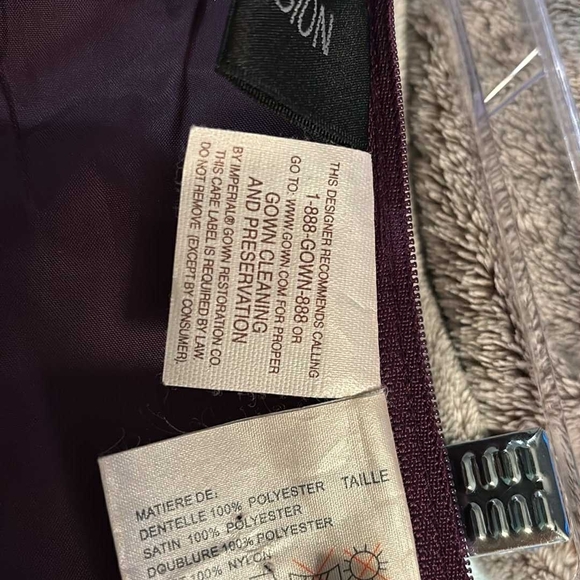 SION
THIS DESIGNER RECOMMENDS CALLING
1-888-GOWN-888 OR
GO TO: WWW.GOWN.COM FOR PROPER
GOWN CLEANING
AND PRESERVATION
BY IMPERIAL® GOWN RESTORATION CO.
THIS CARE LABEL IS REQUIRED BY LAW
DO NOT REMOVE (EXCEPT BY CONSUMER)
MATIERE DE: TAILLE
DENTELLE 100% POLYESTER
SATIN 100% POLYESTER
DOUBLURE 100% POLYESTER
100% NYLON